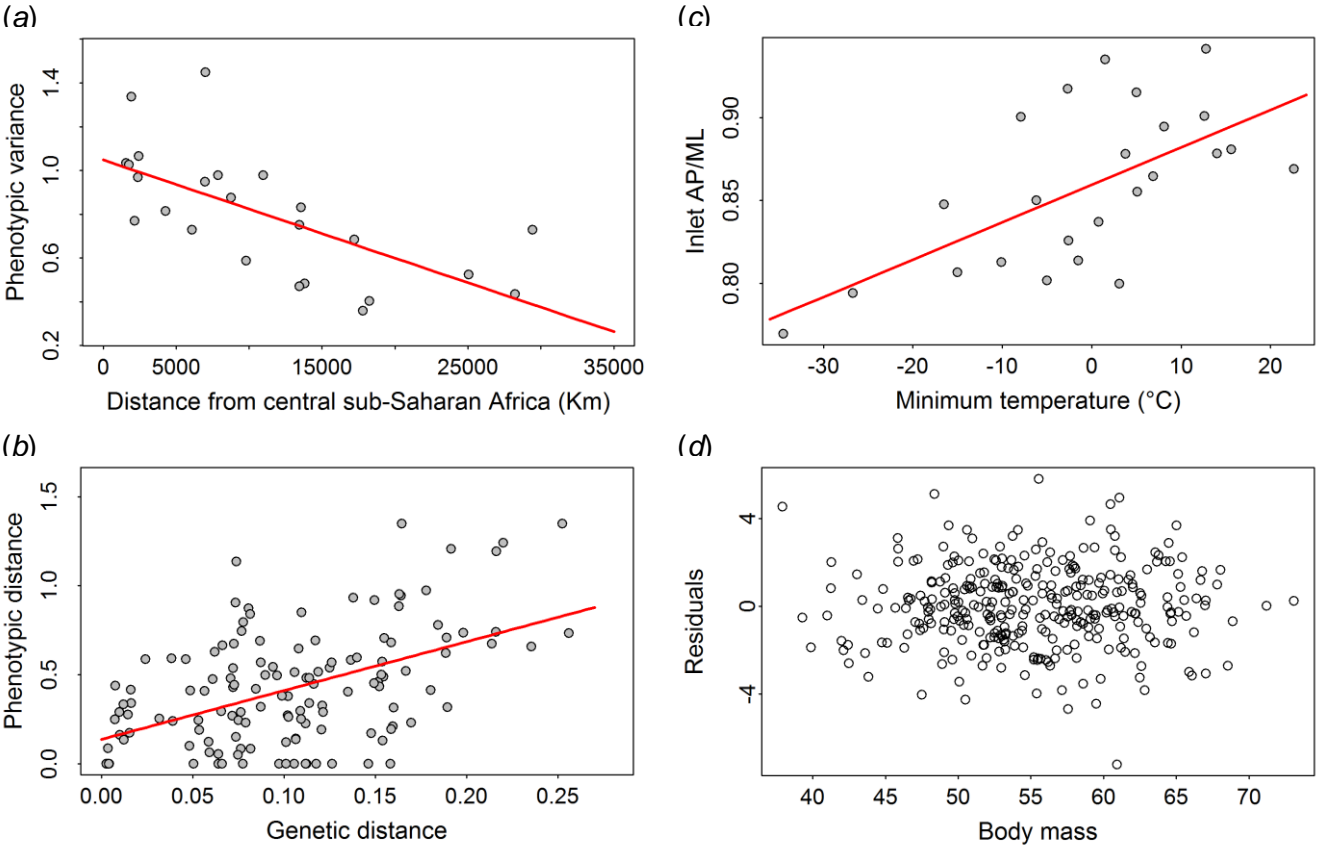 (a)
1.4
1.0
0.6
0.2
Phenotypic variance
0 5000 15000 25000 35000
Distance from central sub-Saharan Africa (Km)
(c)
0.90
0.85
0.80
Inlet AP/ML
-30 -20 -10 0 10 20
Minimum temperature (°C)
(b)
1.5
1.0
0.5
0.0
Phenotypic distance
0.00 0.05 0.10 0.15 0.20 0.25
Genetic distance
(d)
4
0
-4
Residuals
40 45 50 55 60 65 70
Body mass